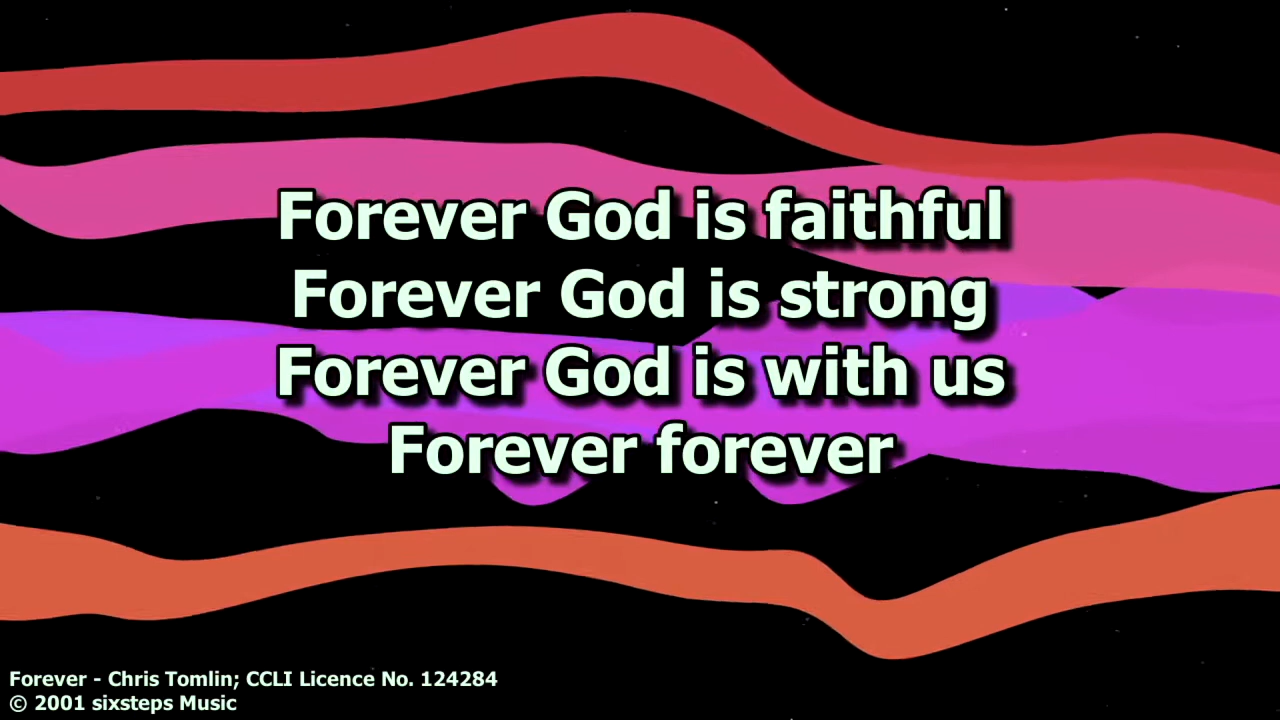 Forever God is faithful
Forever God is strong
Forever God is with us
Forever forever
Forever - Chris Tomlin; CCLI Licence No. 124284
© 2001 sixsteps Music